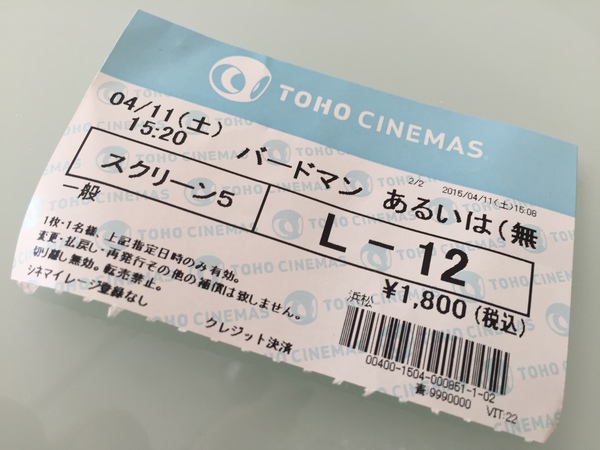 TOHO CINEMAS
04/11(土)
15:20
バードマン あるいは(無
2/2 2015/04/11(土)15:08
スクリーン5
L - 12
一般
¥1,800(税込)
1枚・1名様、上記指定日時のみ有効。
変更・払戻し・再発行その他の補償は致しません。
切離し無効。転売禁止。
シネマイレージ登録なし
クレジット決済
浜松
00400-1504-000851-1-02
斎:9990000 VIT:22